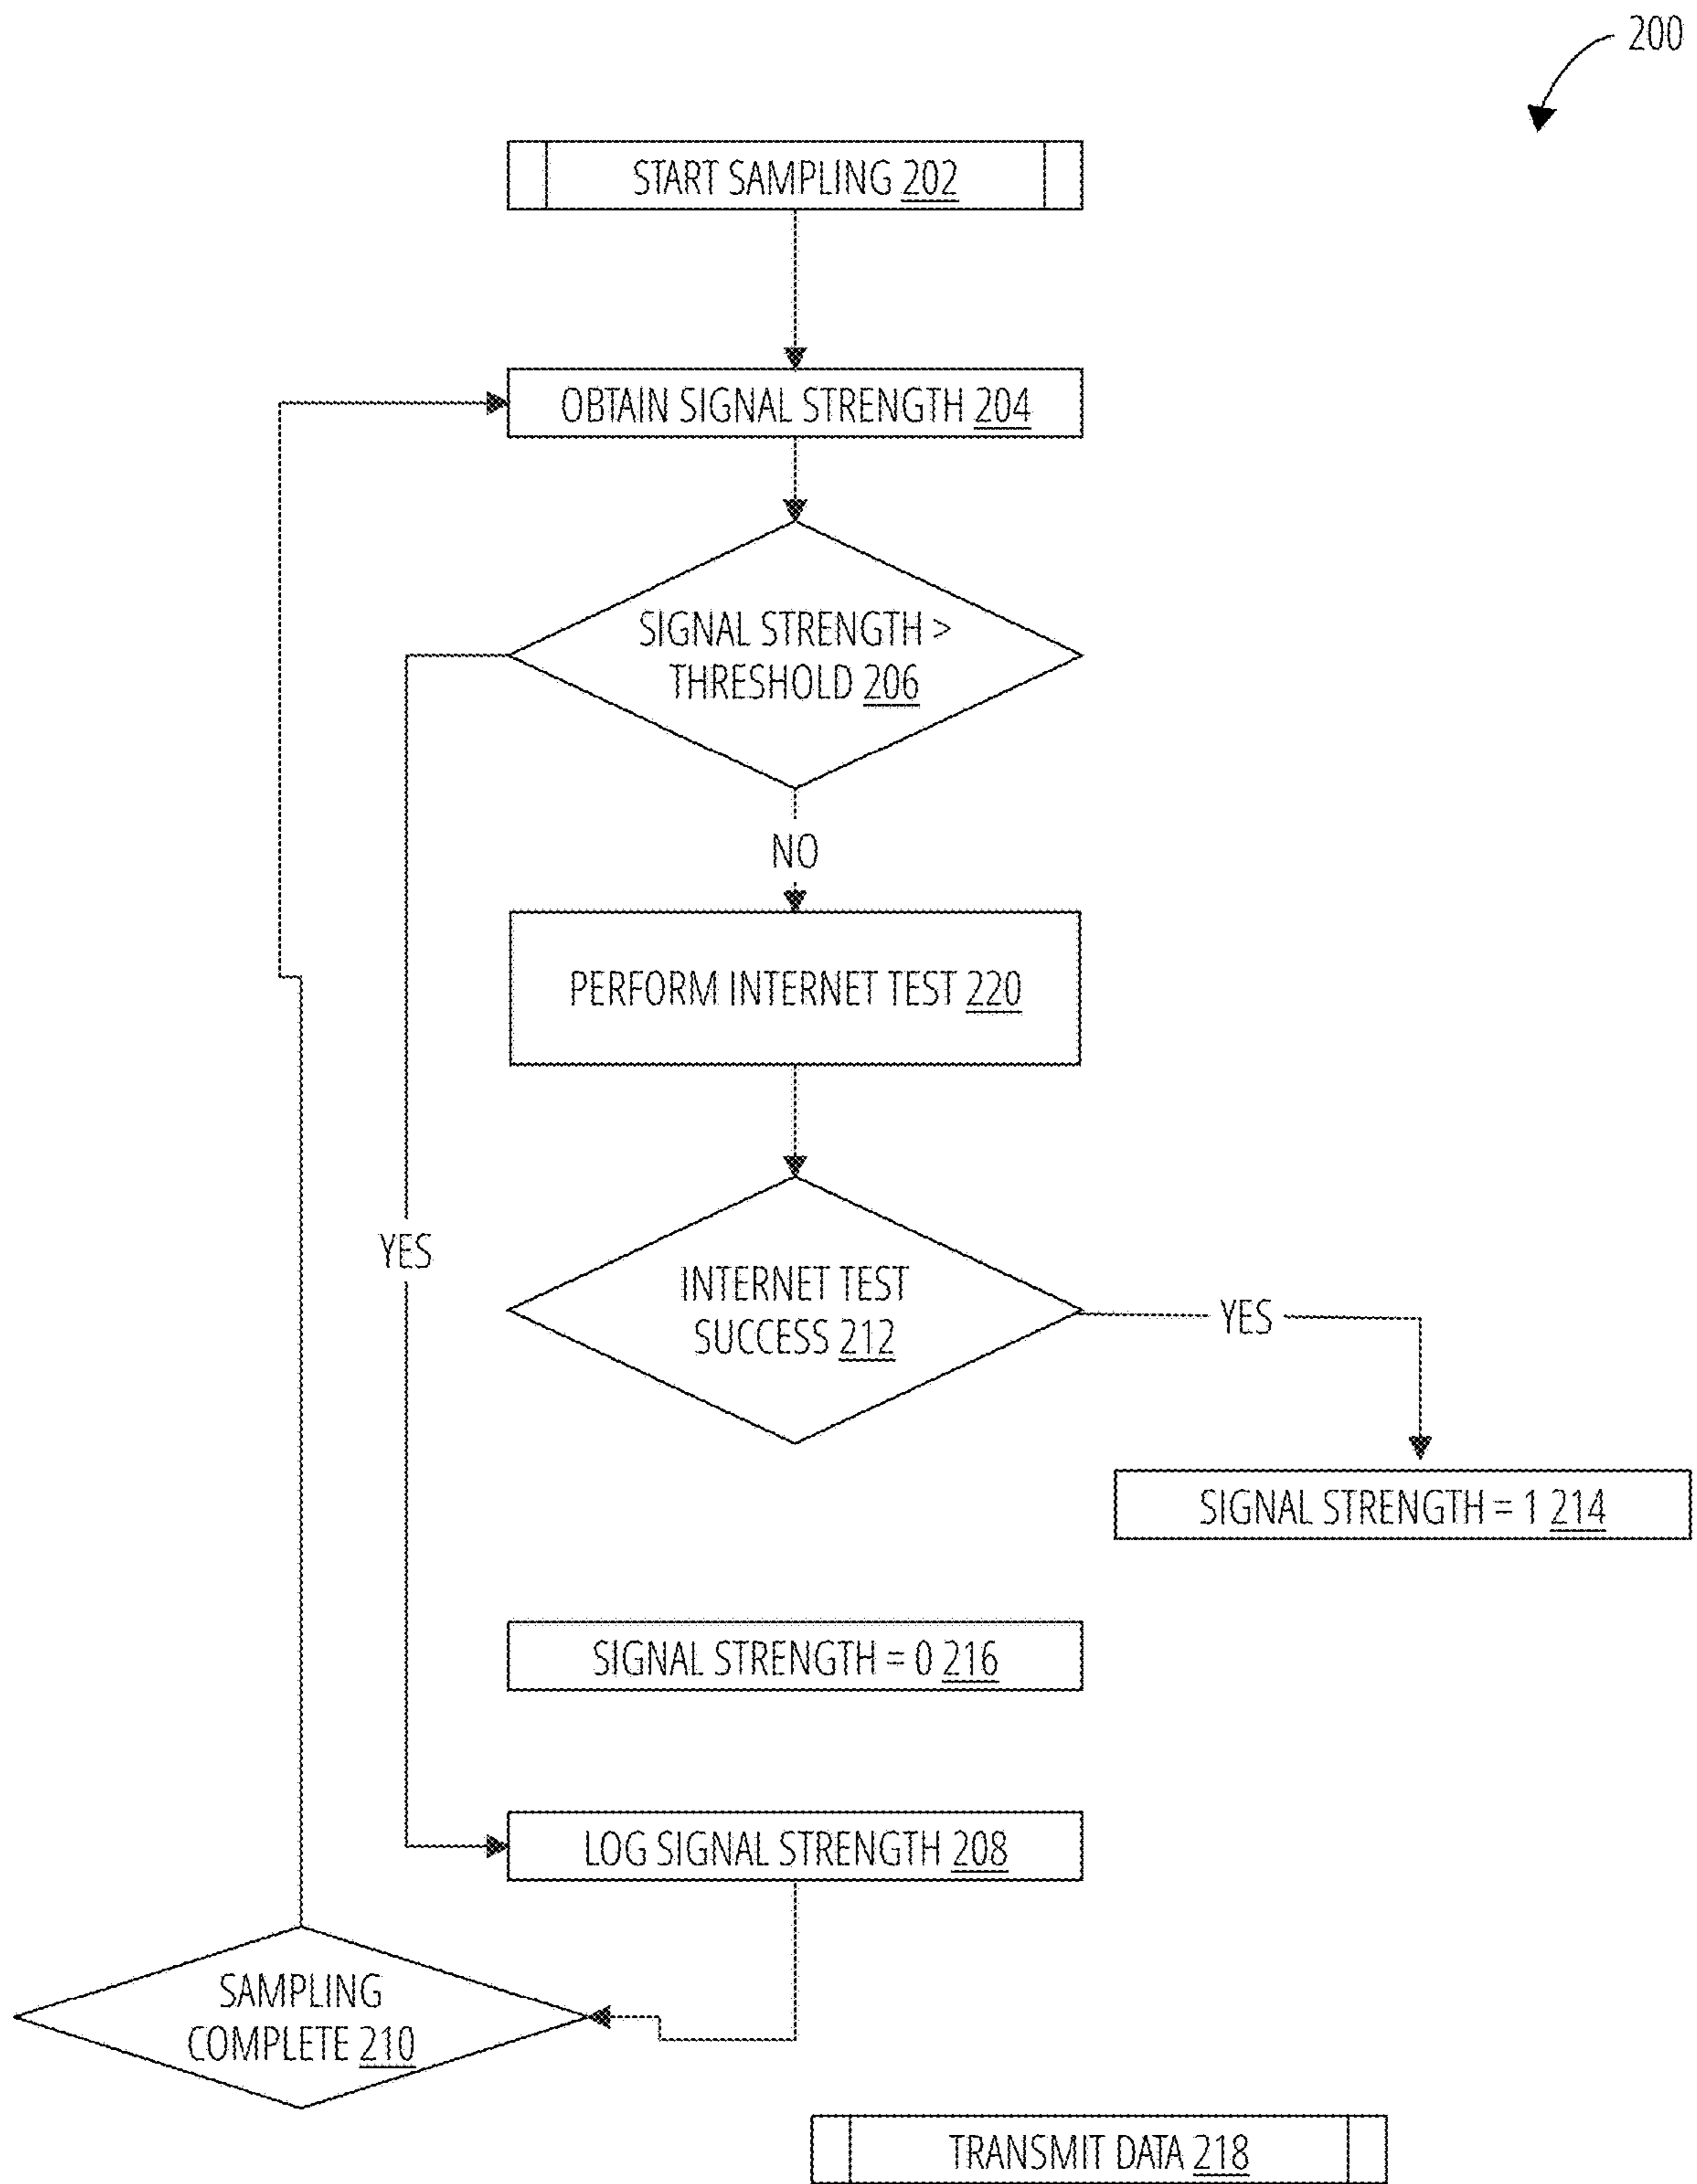 200
START SAMPLING 202
OBTAIN SIGNAL STRENGTH 204
SIGNAL STRENGTH >
THRESHOLD 206
NO
PERFORM INTERNET TEST 220
YES
INTERNET TEST
SUCCESS 212
YES
SIGNAL STRENGTH = 1 214
SIGNAL STRENGTH = 0 216
LOG SIGNAL STRENGTH 208
SAMPLING
COMPLETE 210
TRANSMIT DATA 218